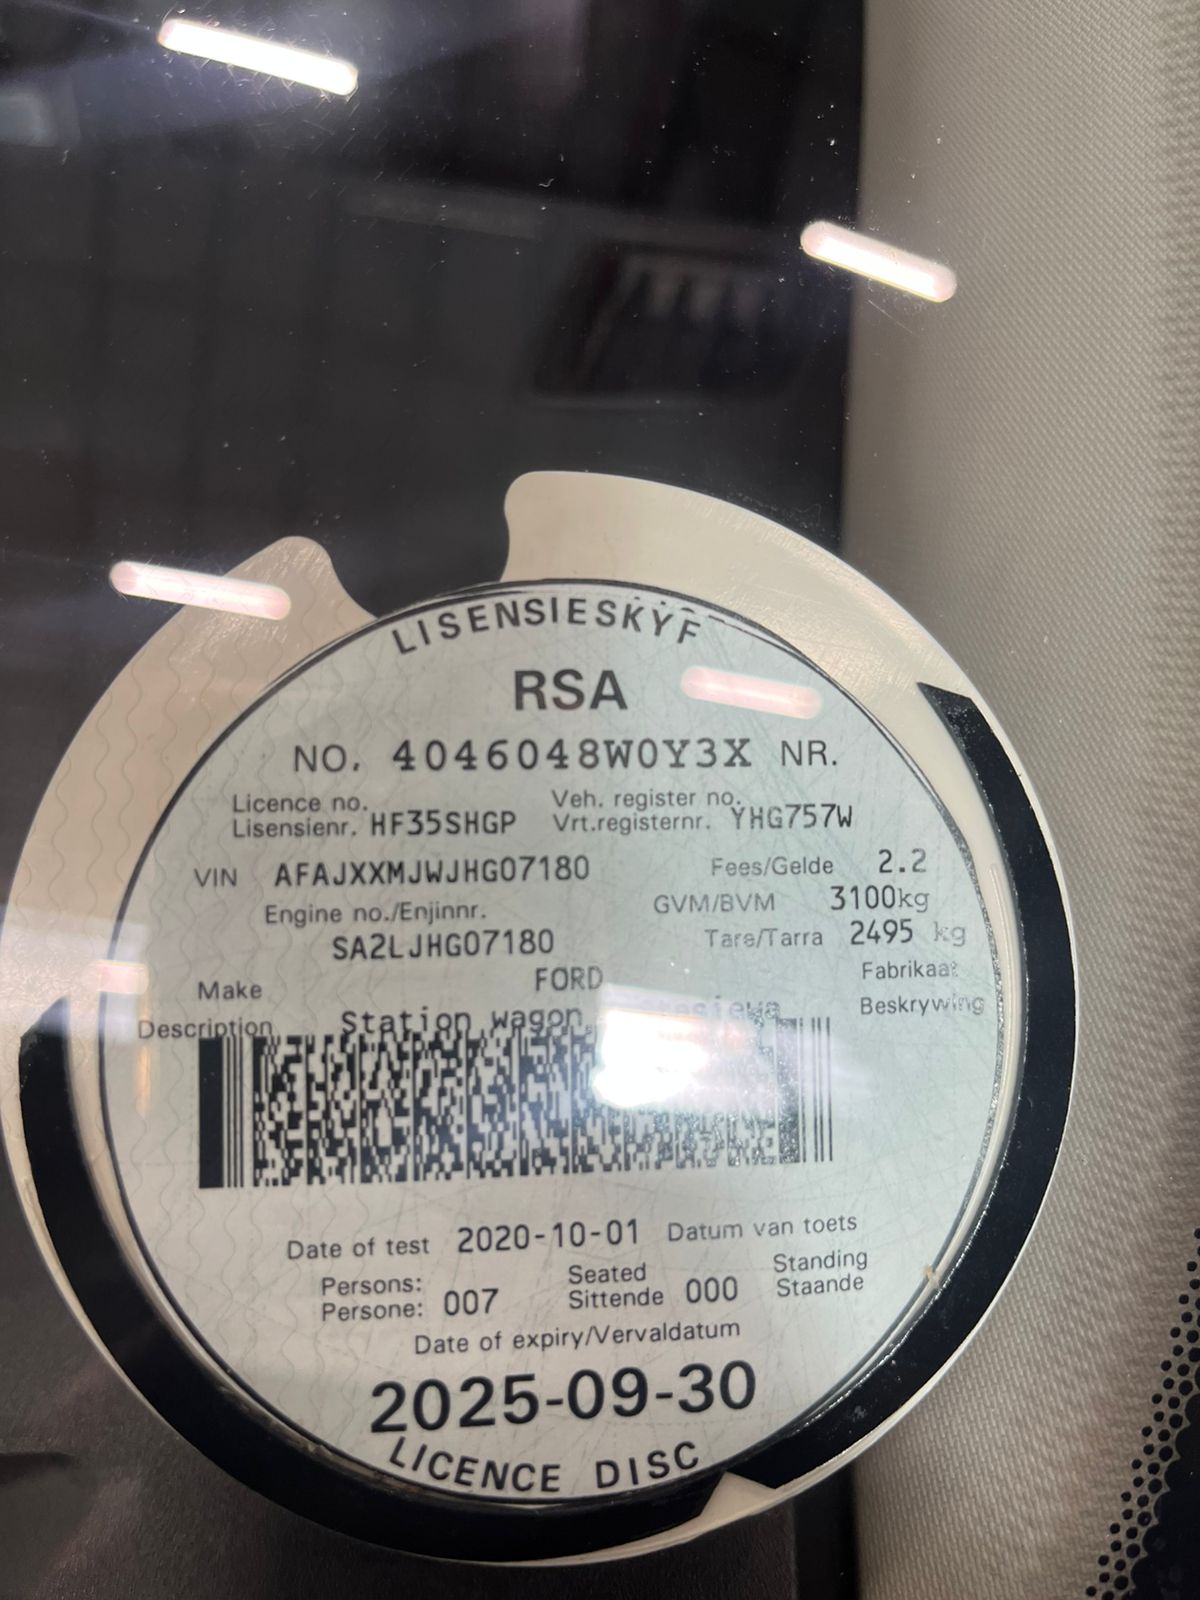 LISENSIESKYF
RSA
NO. 4046048W0Y3X NR.
Licence no. Veh. register no.
Lisensienr. HF35SHGP Vrt.registernr. YHG757W
VIN AFAJXXMJWJHG07180 Fees/Gelde 2.2
Engine no./Enjinnr. GVM/BVM 3100kg
SA2LJHG07180 Tare/Tarra 2495 kg
Make FORD Fabrikaat
Description Station wagon Beskrywing
Date of test 2020-10-01 Datum van toets
Persons: Seated Standing
Persone: 007 Sittende 000 Staande
Date of expiry/Vervaldatum
2025-09-30
LICENCE DISC